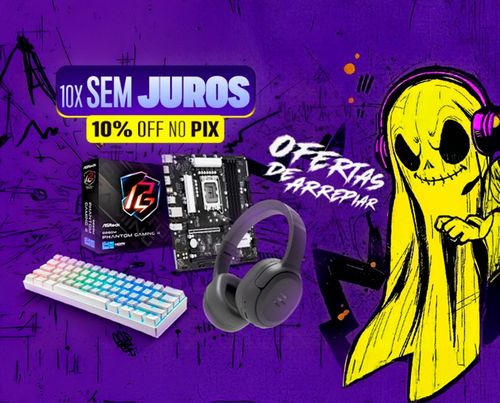 10X SEM JUROS
10% OFF NO PIX
OFERTAS
DE ARREPIAR
ASRock
PHANTOM GAMING